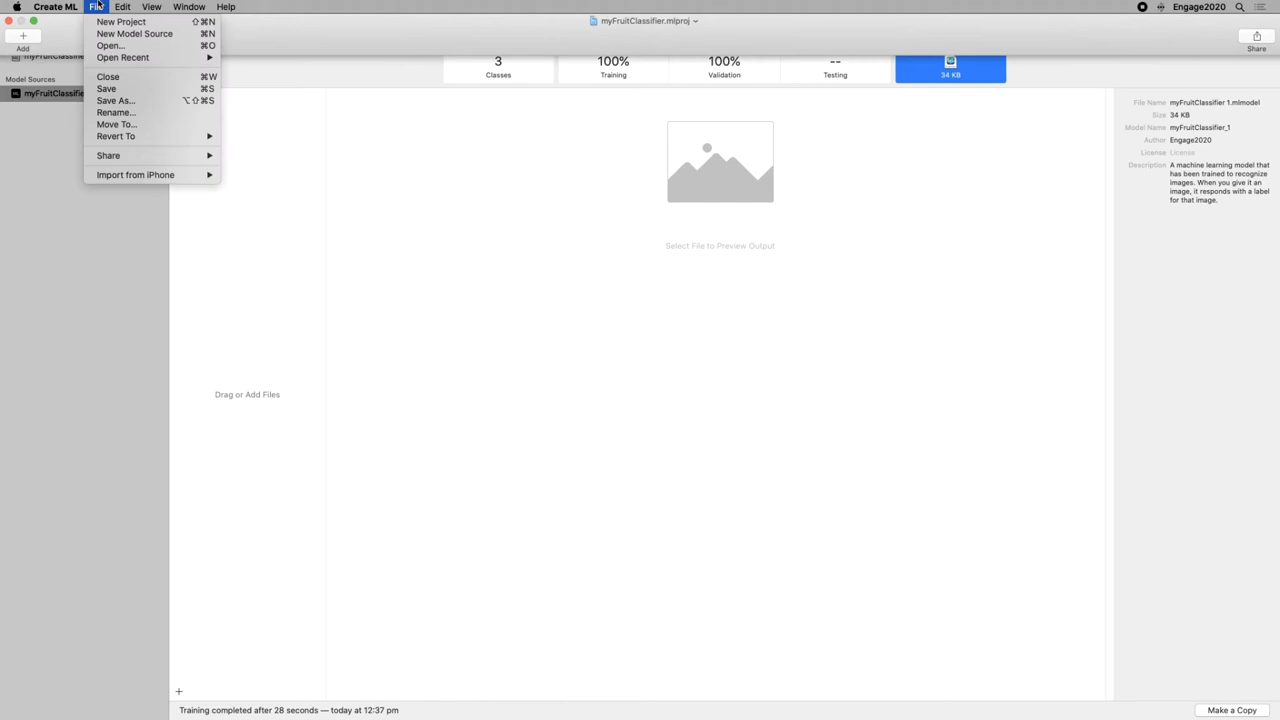 Create ML File Edit View Window Help Engage2020
myFruitClassifier.mlproj
Add
Share
New Project ⇧⌘N
New Model Source ⌘N
Open... ⌘O
Open Recent
Close ⌘W
Save ⌘S
Save As... ⌥⇧⌘S
Rename...
Move To...
Revert To
Share
Import from iPhone
myFruitClassifie
Model Sources
ML myFruitClassifie
3
Classes
100%
Training
100%
Validation
--
Testing
34 KB
Select File to Preview Output
Drag or Add Files
File Name myFruitClassifier 1.mlmodel
Size 34 KB
Model Name myFruitClassifier_1
Author Engage2020
License License
Description A machine learning model that
has been trained to recognize
images. When you give it an
image, it responds with a label
for that image.
Training completed after 28 seconds — today at 12:37 pm
Make a Copy